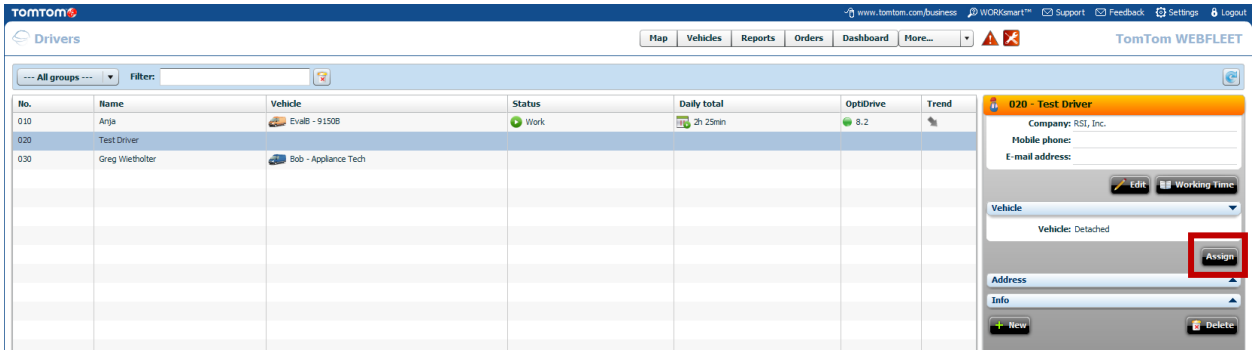 TOMTOM www.tomtom.com/business WORKsmart™ Support Feedback Settings Logout
Drivers Map Vehicles Reports Orders Dashboard More... TomTom WEBFLEET
--- All groups --- Filter:
No. Name Vehicle Status Daily total OptiDrive Trend
010 Anja EvalB - 9150B Work 2h 25min 8.2
020 Test Driver
030 Greg Wietholter Bob - Appliance Tech
020 - Test Driver
Company: RSI, Inc.
Mobile phone:
E-mail address:
Edit Working Time
Vehicle
Vehicle: Detached
Assign
Address
Info
New Delete